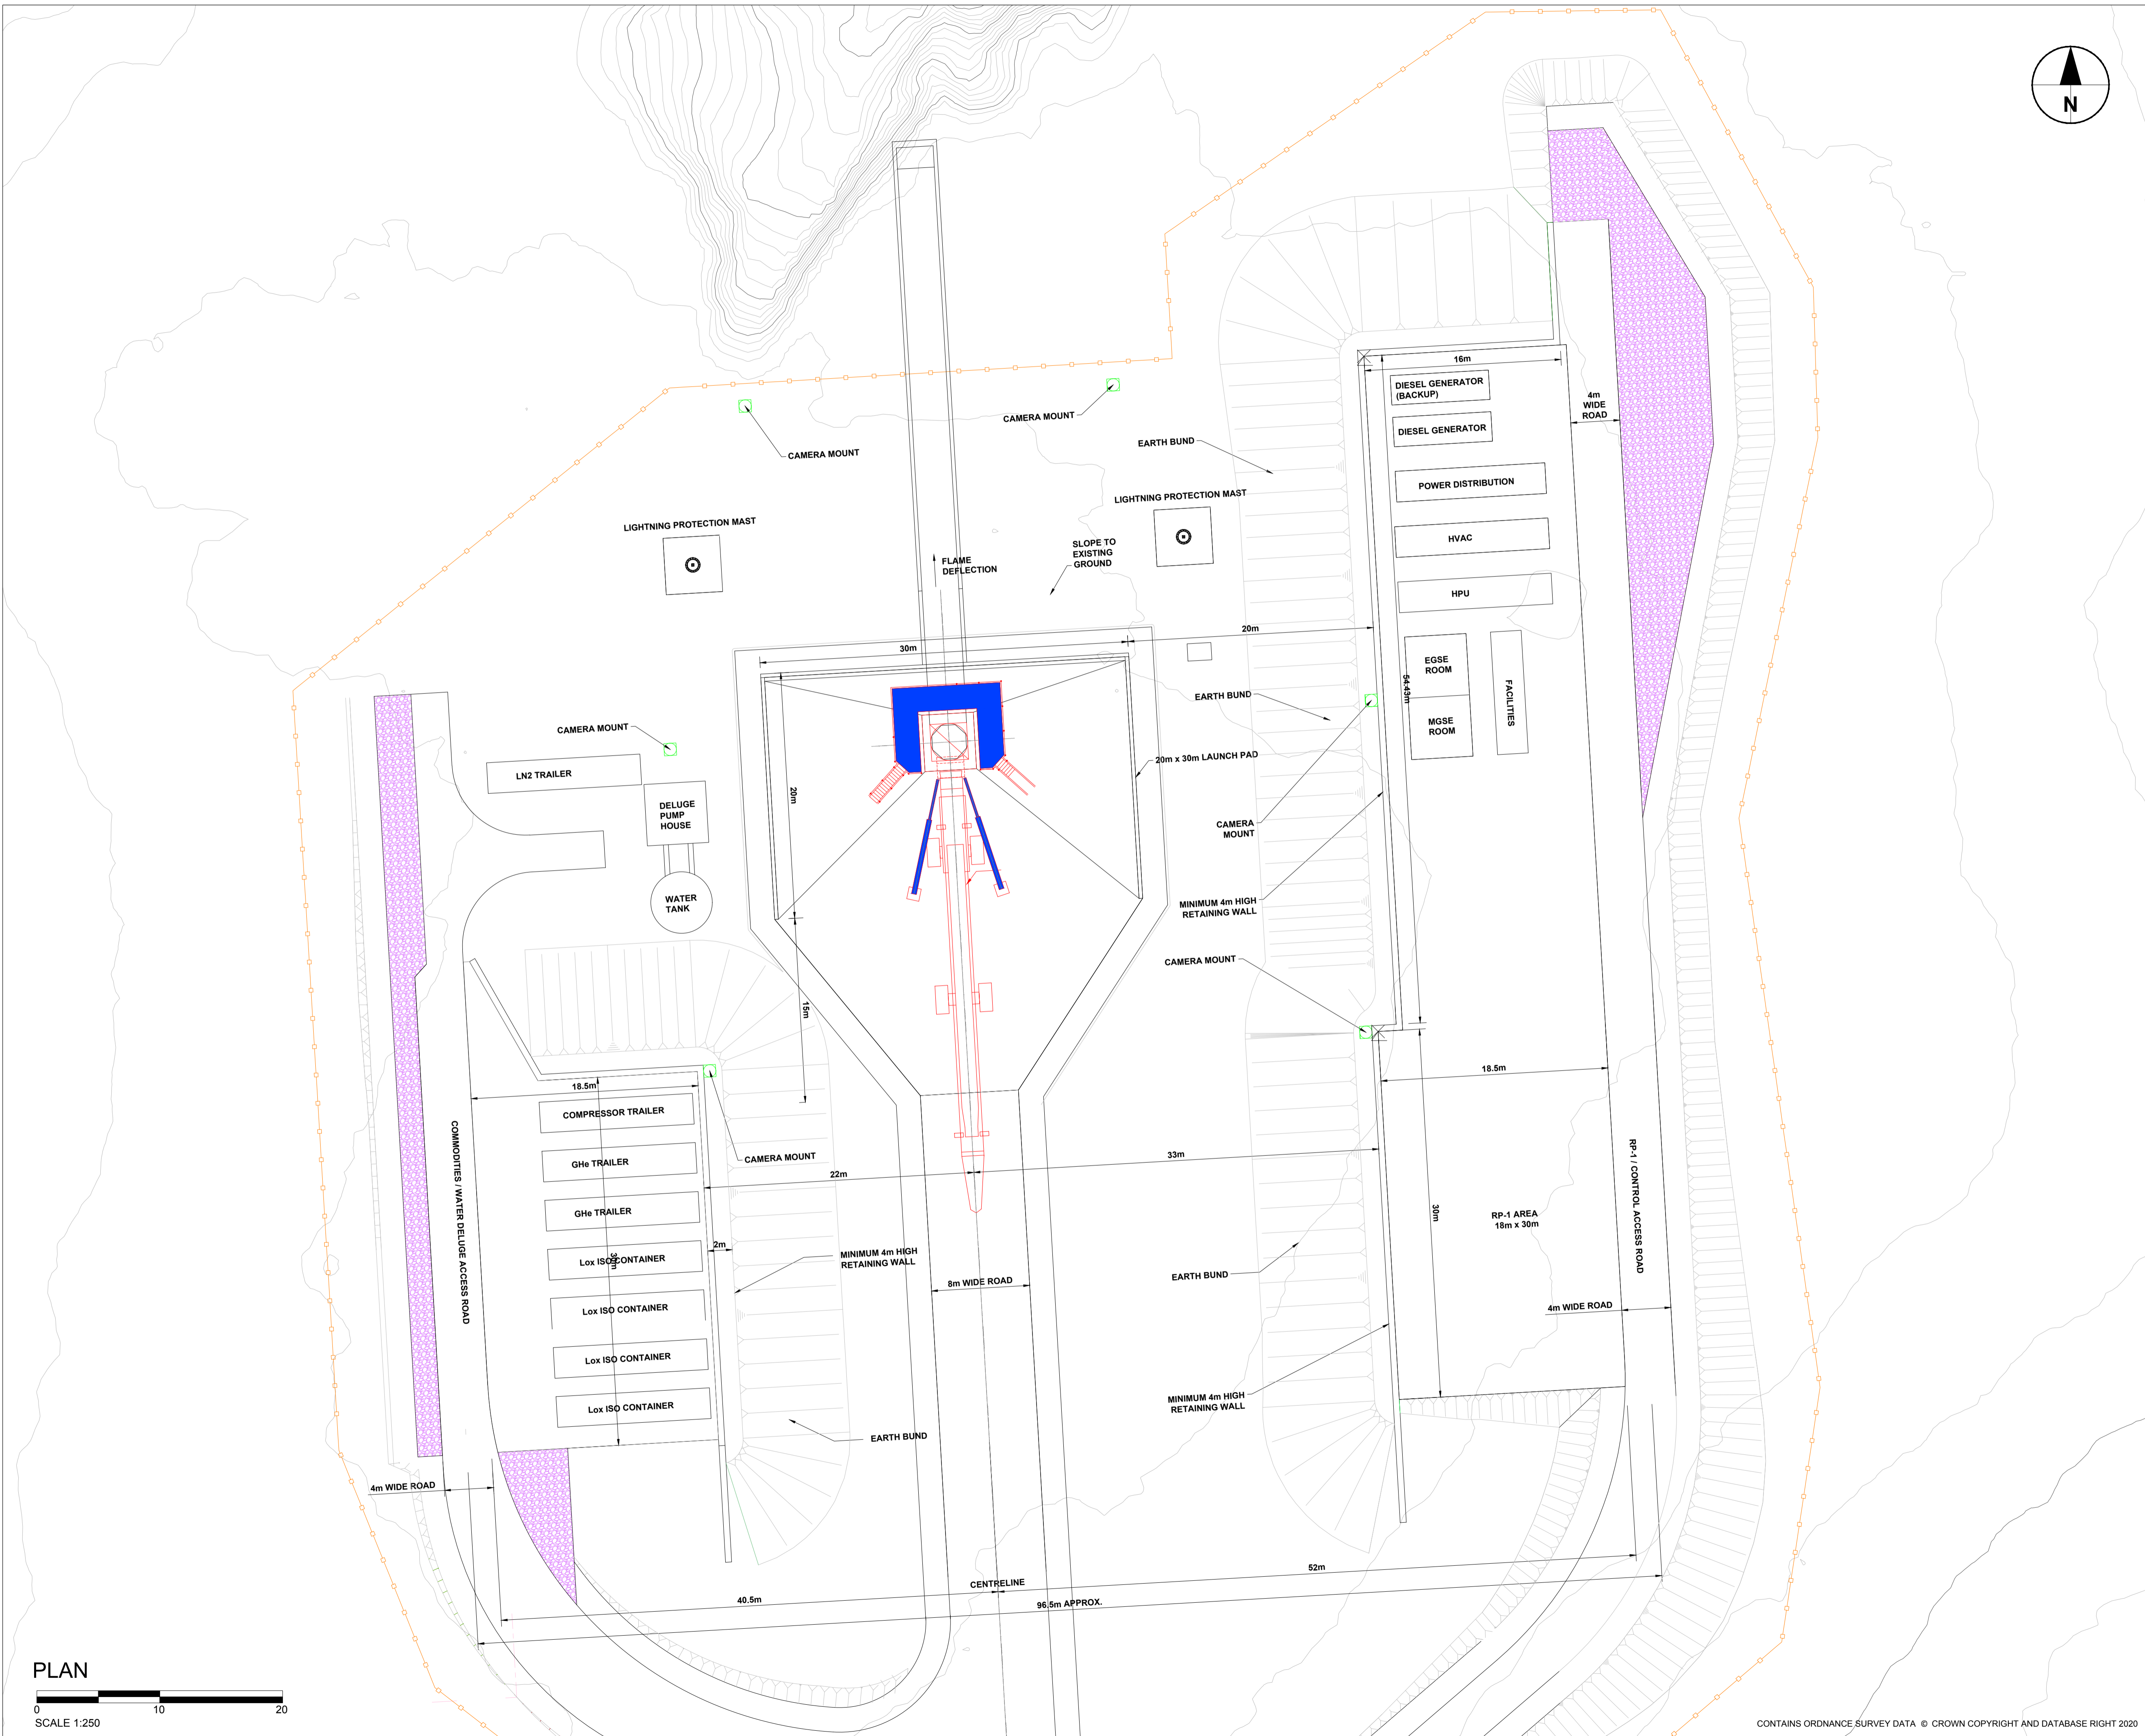 N
16m
DIESEL GENERATOR
(BACKUP)
4m
WIDE
ROAD
CAMERA MOUNT
DIESEL GENERATOR
EARTH BUND
CAMERA MOUNT
POWER DISTRIBUTION
LIGHTNING PROTECTION MAST
LIGHTNING PROTECTION MAST
HVAC
SLOPE TO
EXISTING
GROUND
FLAME
DEFLECTION
HPU
20m
30m
EGSE
ROOM
54.43m
FACILITIES
EARTH BUND
MGSE
ROOM
CAMERA MOUNT
20m x 30m LAUNCH PAD
LN2 TRAILER
20m
DELUGE
PUMP
HOUSE
CAMERA
MOUNT
WATER
TANK
MINIMUM 4m HIGH
RETAINING WALL
CAMERA MOUNT
15m
18.5m
18.5m
COMPRESSOR TRAILER
COMMODITIES / WATER DELUGE ACCESS ROAD
CAMERA MOUNT
33m
GHe TRAILER
22m
RP-1 / CONTROL ACCESS ROAD
GHe TRAILER
30m
RP-1 AREA
18m x 30m
2m
MINIMUM 4m HIGH
RETAINING WALL
Lox ISO CONTAINER
30m
EARTH BUND
8m WIDE ROAD
Lox ISO CONTAINER
4m WIDE ROAD
Lox ISO CONTAINER
MINIMUM 4m HIGH
RETAINING WALL
Lox ISO CONTAINER
EARTH BUND
4m WIDE ROAD
52m
CENTRELINE
40.5m
96.5m APPROX.
PLAN
0 10 20
SCALE 1:250
CONTAINS ORDNANCE SURVEY DATA © CROWN COPYRIGHT AND DATABASE RIGHT 2020